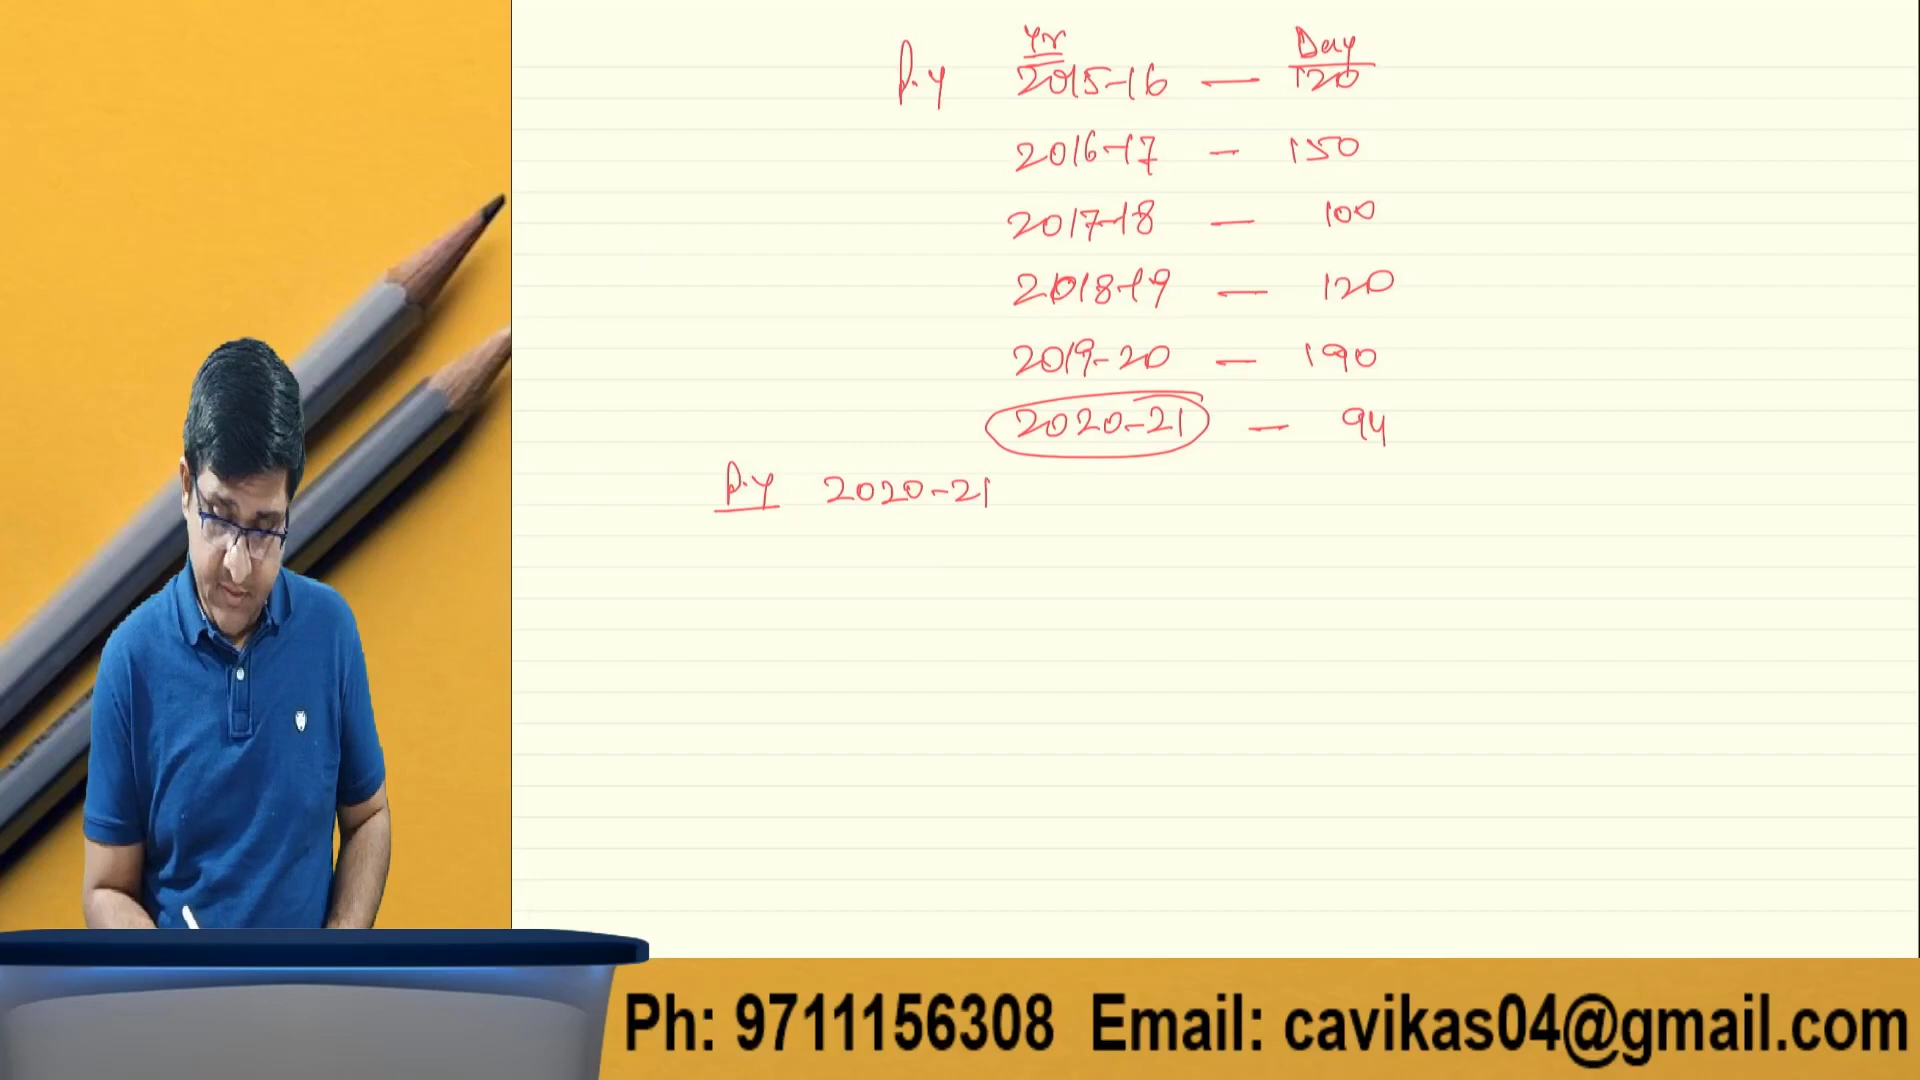 Yr Day
P.Y 2015-16 — 120
2016-17 — 150
2017-18 — 100
2018-19 — 120
2019-20 — 190
2020-21 — 94
P.Y 2020-21
Ph: 9711156308 Email: cavikas04@gmail.com